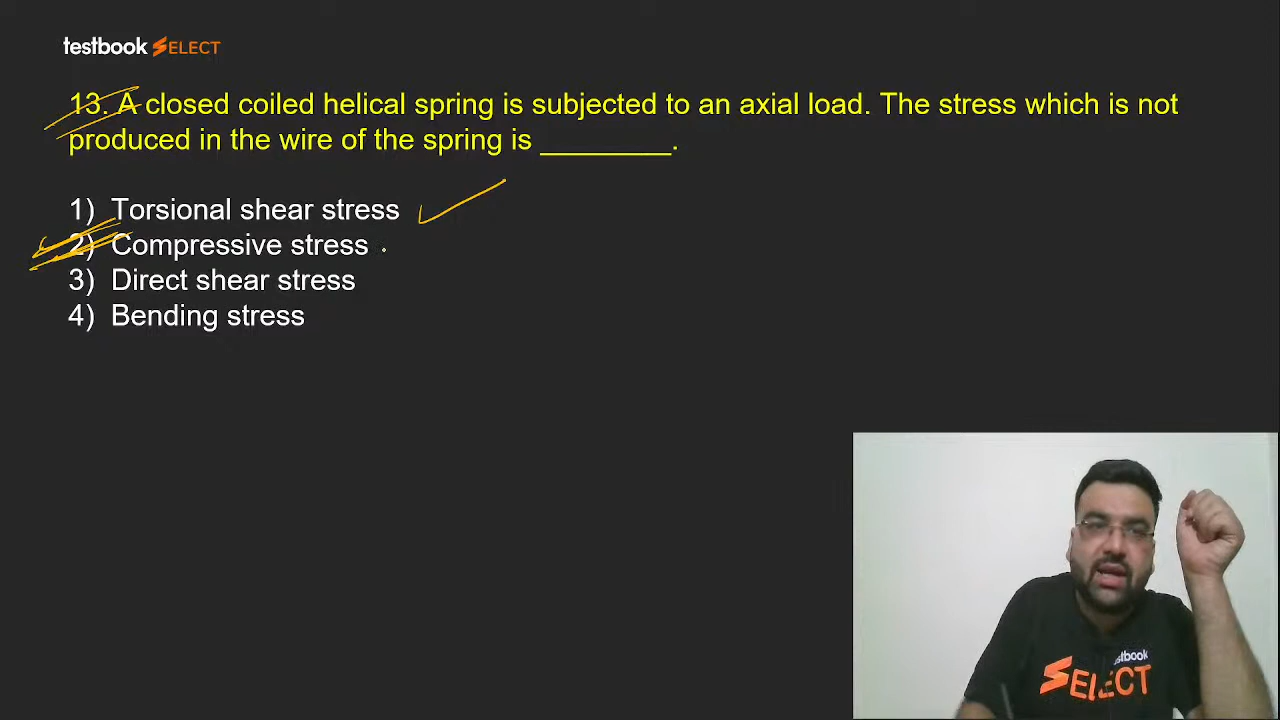 testbook SELECT
13. A closed coiled helical spring is subjected to an axial load. The stress which is not
produced in the wire of the spring is ________.
1) Torsional shear stress
2) Compressive stress
3) Direct shear stress
4) Bending stress
testbook
SELECT